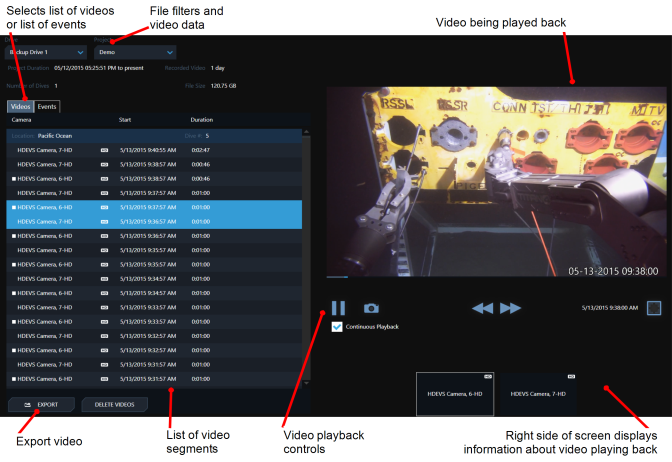 Selects list of videos
or list of events
File filters and
video data
Video being played back
Drive
Project
Backup Drive 1
Demo
Project Duration 05/12/2015 05:25:51 PM to present Recorded Video 1 day
Number of Dives 1 File Size 120.75 GB
Videos Events
Camera Start Duration
Location Pacific Ocean Dive #: 5
HDEVS Camera, 7-HD HD 5/13/2015 9:40:55 AM 0:02:47
HDEVS Camera, 7-HD HD 5/13/2015 9:38:57 AM 0:00:46
HDEVS Camera, 6-HD HD 5/13/2015 9:38:57 AM 0:00:46
HDEVS Camera, 7-HD HD 5/13/2015 9:37:57 AM 0:01:00
HDEVS Camera, 6-HD HD 5/13/2015 9:37:57 AM 0:01:00
HDEVS Camera, 7-HD HD 5/13/2015 9:36:57 AM 0:01:00
HDEVS Camera, 6-HD HD 5/13/2015 9:36:57 AM 0:01:00
HDEVS Camera, 7-HD HD 5/13/2015 9:35:57 AM 0:01:00
HDEVS Camera, 6-HD HD 5/13/2015 9:35:57 AM 0:01:00
HDEVS Camera, 7-HD HD 5/13/2015 9:34:57 AM 0:01:00
HDEVS Camera, 6-HD HD 5/13/2015 9:34:57 AM 0:01:00
HDEVS Camera, 7-HD HD 5/13/2015 9:33:57 AM 0:01:00
HDEVS Camera, 6-HD HD 5/13/2015 9:33:57 AM 0:01:00
HDEVS Camera, 7-HD HD 5/13/2015 9:32:57 AM 0:01:00
HDEVS Camera, 6-HD HD 5/13/2015 9:32:57 AM 0:01:00
HDEVS Camera, 7-HD HD 5/13/2015 9:31:57 AM 0:01:00
HDEVS Camera, 6-HD HD 5/13/2015 9:31:57 AM 0:01:00
EXPORT DELETE VIDEOS
RSSL RSSR CONN
05-13-2015 09:38:00
5/13/2015 9:38:00 AM
Continuous Playback
HD
HDEVS Camera, 6-HD
HD
HDEVS Camera, 7-HD
Export video
List of video
segments
Video playback
controls
Right side of screen displays
information about video playing back